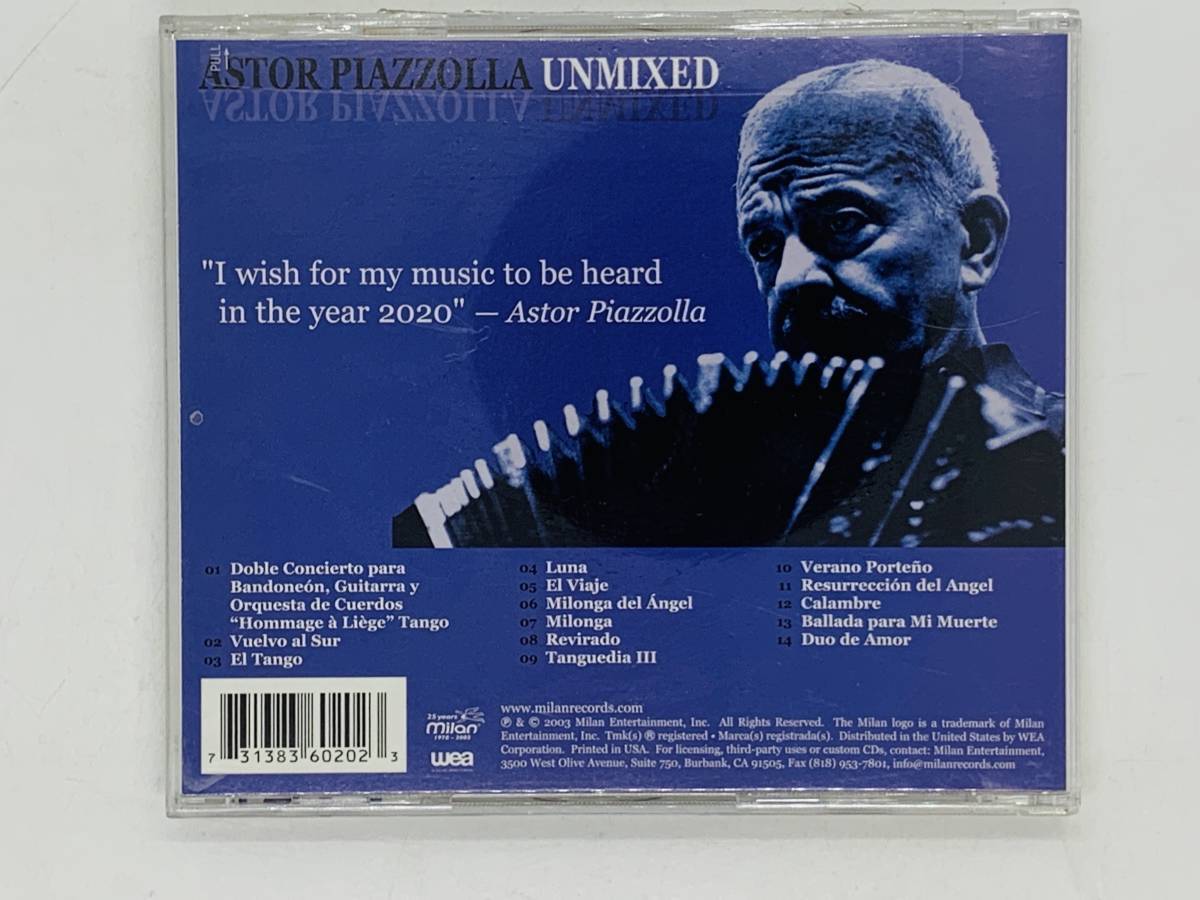 PULL
ASTOR PIAZZOLLA UNMIXED
"I wish for my music to be heard
in the year 2020" — Astor Piazzolla
01 Doble Concierto para
Bandoneón, Guitarra y
Orquesta de Cuerdos
“Hommage à Liège” Tango
02 Vuelvo al Sur
03 El Tango
04 Luna
05 El Viaje
06 Milonga del Ángel
07 Milonga
08 Revirado
09 Tanguedia III
10 Verano Porteño
11 Resurrección del Angel
12 Calambre
13 Ballada para Mi Muerte
14 Duo de Amor
7 31383 60202 3
25 years
milan
1978 - 2003
wea
www.milanrecords.com
℗ & © 2003 Milan Entertainment, Inc. All Rights Reserved. The Milan logo is a trademark of Milan
Entertainment, Inc. Tmk(s) ® registered • Marca(s) registrada(s). Distributed in the United States by WEA
Corporation. Printed in USA. For licensing, third-party uses or custom CDs, contact: Milan Entertainment,
3500 West Olive Avenue, Suite 750, Burbank, CA 91505, Fax (818) 953-7801, info@milanrecords.com